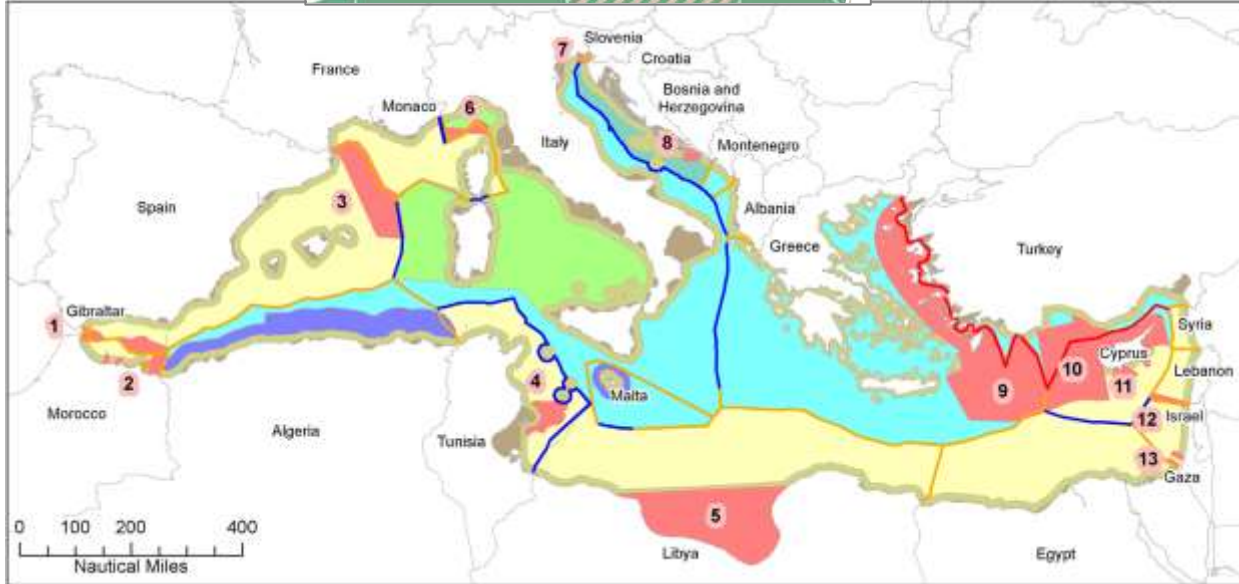 7
Slovenia
Croatia
France
Bosnia and
Herzegovina
Monaco
6
Italy
8
Montenegro
Spain
3
Albania
Greece
Turkey
1
Gibraltar
Syria
Cyprus
10
Lebanon
2
4
Malta
9
11
Morocco
12
Israel
Algeria
Tunisia
13
Gaza
5
0 100 200 400
Nautical Miles
Libya
Egypt